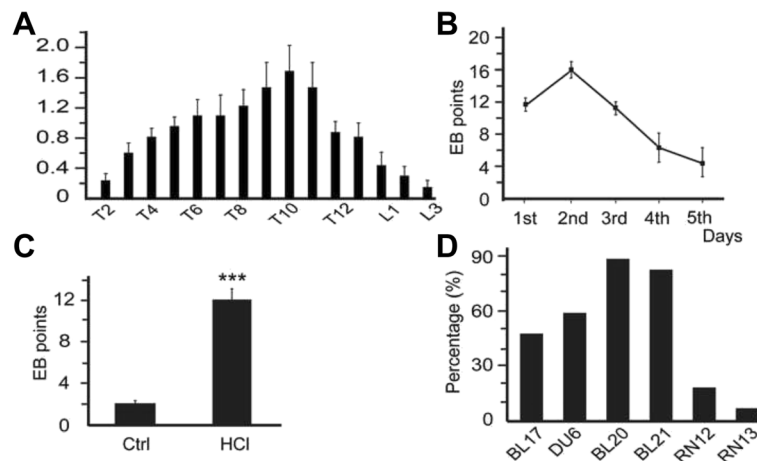 A
2.0
1.6
1.2
0.8
0.4
0
T2
T4
T6
T8
T10
T12
L1
L3
B
EB points
20
16
12
8
4
0
1st
2nd
3rd
4th
5th
Days
C
EB points
12
8
4
0
Ctrl
HCl
***
D
Percentage (%)
90
60
30
0
BL17
DU6
BL20
BL21
RN12
RN13